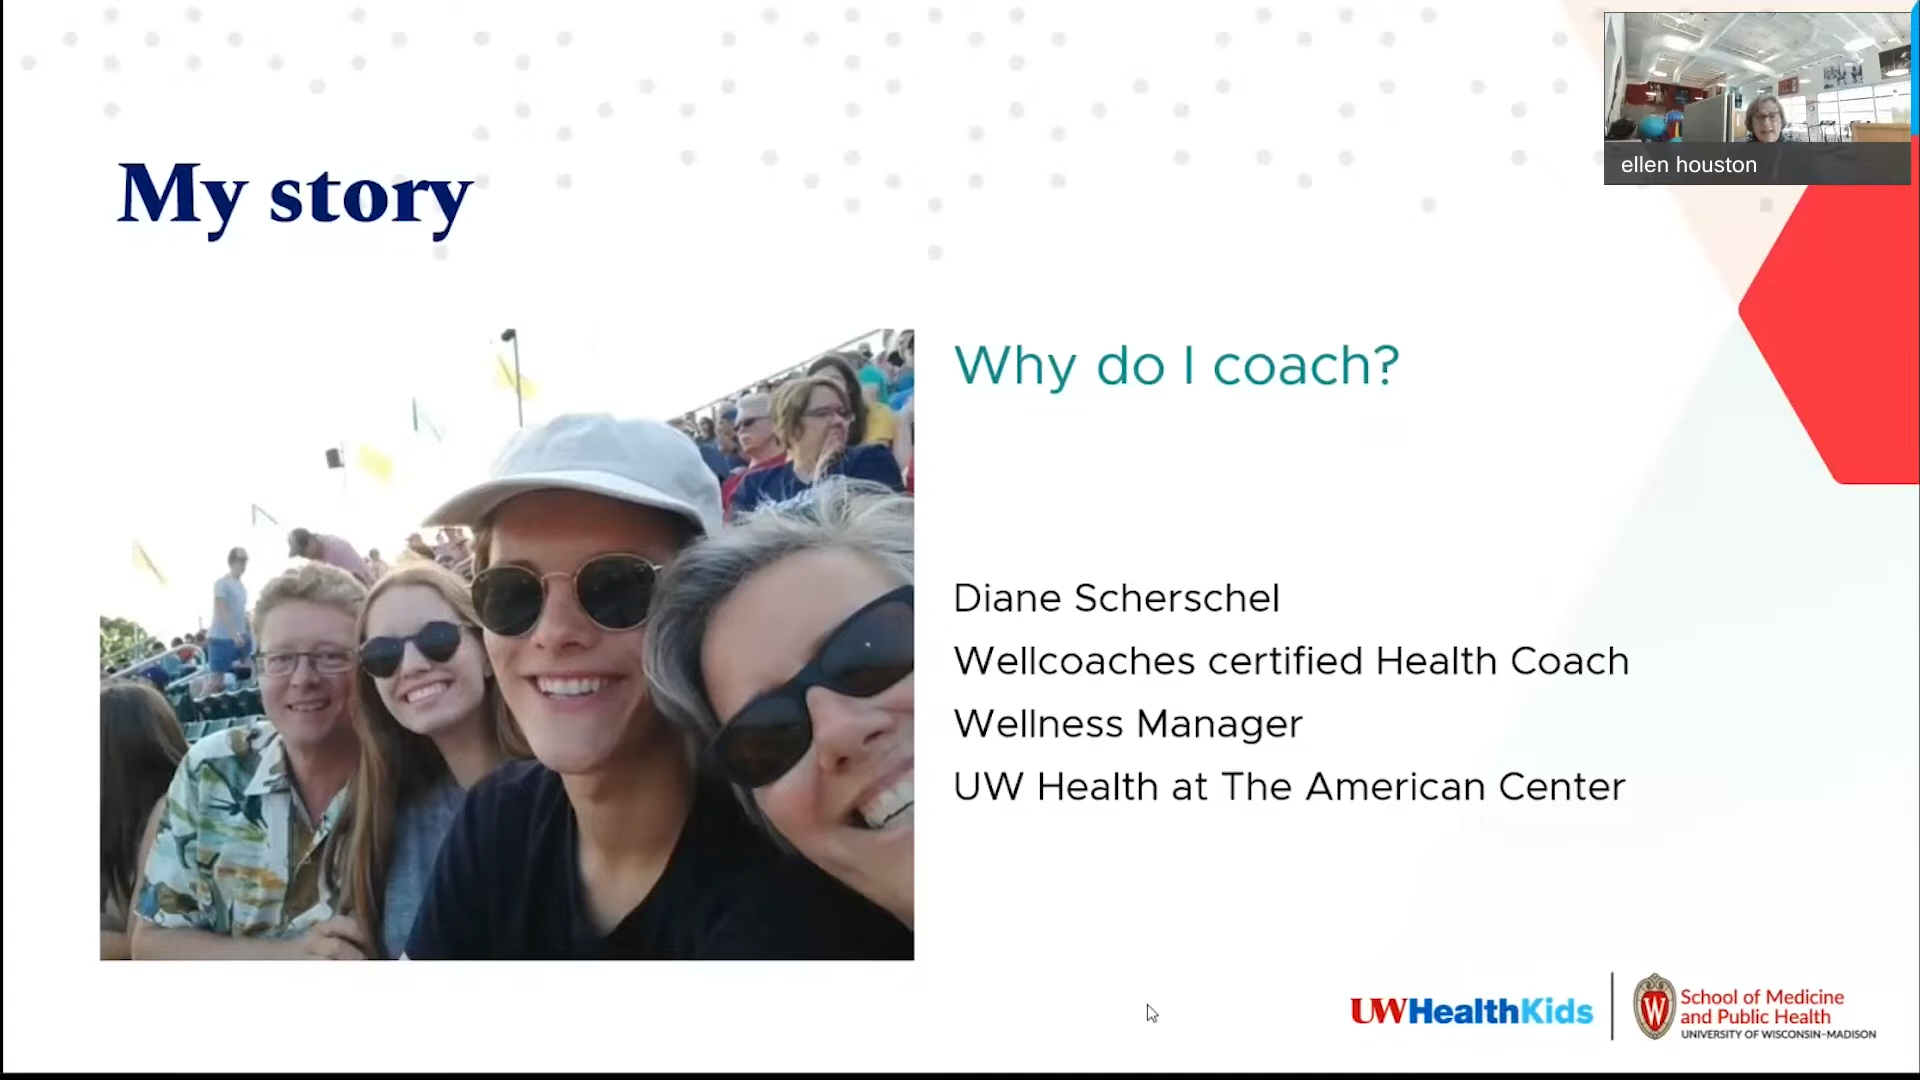 ellen houston
My story
Why do I coach?
Diane Scherschel
Wellcoaches certified Health Coach
Wellness Manager
UW Health at The American Center
UWHealthKids
W
School of Medicine
and Public Health
UNIVERSITY OF WISCONSIN–MADISON